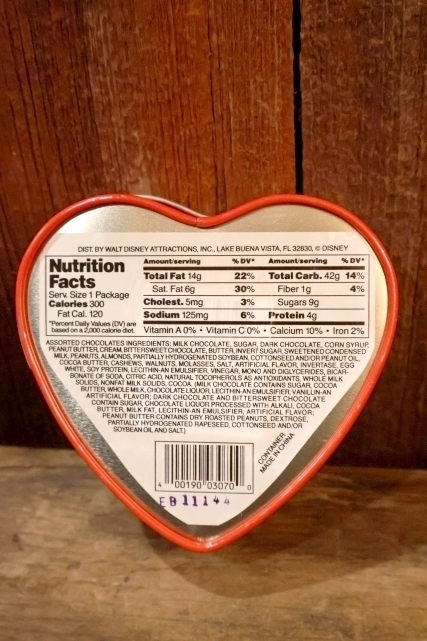 DIST. BY WALT DISNEY ATTRACTIONS, INC., LAKE BUENA VISTA, FL 32830, © DISNEY
Nutrition
Facts
Serv. Size 1 Package
Calories 300
Fat Cal. 120
*Percent Daily Values (DV) are
based on a 2,000 calorie diet.
Amount/serving % DV* Amount/serving % DV*
Total Fat 14g 22% Total Carb. 42g 14%
Sat. Fat 6g 30% Fiber 1g 4%
Cholest. 5mg 3% Sugars 9g
Sodium 125mg 6% Protein 4g
Vitamin A 0% • Vitamin C 0% • Calcium 10% • Iron 2%
ASSORTED CHOCOLATES INGREDIENTS: MILK CHOCOLATE, SUGAR, DARK CHOCOLATE, CORN SYRUP,
PEANUT BUTTER, CREAM, BITTERSWEET CHOCOLATE, BUTTER, INVERT SUGAR, SWEETENED CONDENSED
MILK, PEANUTS, ALMONDS, PARTIALLY HYDROGENATED SOYBEAN, COTTONSEED AND/OR PEANUT OIL,
COCOA BUTTER, CASHEWS, WALNUTS, MOLASSES, SALT, ARTIFICIAL FLAVOR, INVERTASE, EGG
WHITE, SOY PROTEIN, LECITHIN-AN EMULSIFIER, VINEGAR, MONO AND DIGLYCERIDES, BICAR-
BONATE OF SODA, CITRIC ACID, NATURAL TOCOPHEROLS AS ANTIOXIDANTS, WHOLE MILK
SOLIDS, NONFAT MILK SOLIDS, COCOA. (MILK CHOCOLATE CONTAINS SUGAR, COCOA
BUTTER, WHOLE MILK, CHOCOLATE LIQUOR, LECITHIN-AN EMULSIFIER, VANILLIN-AN
ARTIFICIAL FLAVOR; DARK CHOCOLATE AND BITTERSWEET CHOCOLATE
CONTAIN SUGAR, CHOCOLATE LIQUOR PROCESSED WITH ALKALI, COCOA
BUTTER, MILK FAT, LECITHIN-AN EMULSIFIER, ARTIFICIAL FLAVOR;
PEANUT BUTTER CONTAINS DRY ROASTED PEANUTS, DEXTROSE,
PARTIALLY HYDROGENATED RAPESEED, COTTONSEED AND/OR
SOYBEAN OIL AND SALT.)
CONTAINER
MADE IN CHINA
4 00190 03070 0
EB11144